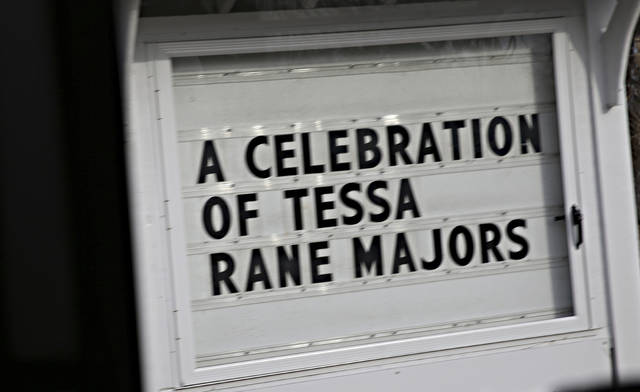 A CELEBRATION
OF TESSA
RANE MAJORS